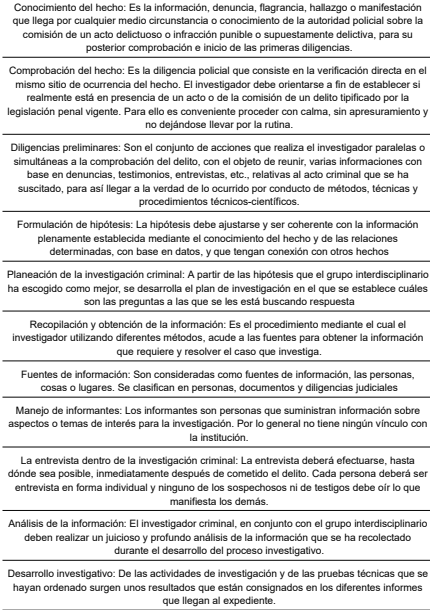 Conocimiento del hecho: Es la información, denuncia, flagrancia, hallazgo o manifestación
que llega por cualquier medio circunstancia o conocimiento de la autoridad policial sobre la
comisión de un acto delictuoso o infracción punible o supuestamente delictiva, para su
posterior comprobación e inicio de las primeras diligencias.
Comprobación del hecho: Es la diligencia policial que consiste en la verificación directa en el
mismo sitio de ocurrencia del hecho. El investigador debe orientarse a fin de establecer si
realmente está en presencia de un acto o de la comisión de un delito tipificado por la
legislación penal vigente. Para ello es conveniente proceder con calma, sin apresuramiento y
no dejándose llevar por la rutina.
Diligencias preliminares: Son el conjunto de acciones que realiza el investigador paralelas o
simultáneas a la comprobación del delito, con el objeto de reunir, varias informaciones con
base en denuncias, testimonios, entrevistas, etc., relativas al acto criminal que se ha
suscitado, para así llegar a la verdad de lo ocurrido por conducto de métodos, técnicas y
procedimientos técnicos-científicos.
Formulación de hipótesis: La hipótesis debe ajustarse y ser coherente con la información
plenamente establecida mediante el conocimiento del hecho y de las relaciones
determinadas, con base en datos, y que tengan conexión con otros hechos
Planeación de la investigación criminal: A partir de las hipótesis que el grupo interdisciplinario
ha escogido como mejor, se desarrolla el plan de investigación en el que se establece cuáles
son las preguntas a las que se les está buscando respuesta
Recopilación y obtención de la información: Es el procedimiento mediante el cual el
investigador utilizando diferentes métodos, acude a las fuentes para obtener la información
que requiere y resolver el caso que investiga.
Fuentes de información: Son consideradas como fuentes de información, las personas,
cosas o lugares. Se clasifican en personas, documentos y diligencias judiciales
Manejo de informantes: Los informantes son personas que suministran información sobre
aspectos o temas de interés para la investigación. Por lo general no tiene ningún vínculo con
la institución.
La entrevista dentro de la investigación criminal: La entrevista deberá efectuarse, hasta
dónde sea posible, inmediatamente después de cometido el delito. Cada persona deberá ser
entrevista en forma individual y ninguno de los sospechosos ni de testigos debe oír lo que
manifiesta los demás.
Análisis de la información: El investigador criminal, en conjunto con el grupo interdisciplinario
deben realizar un juicioso y profundo análisis de la información que se ha recolectado
durante el desarrollo del proceso investigativo.
Desarrollo investigativo: De las actividades de investigación y de las pruebas técnicas que se
hayan ordenado surgen unos resultados que están consignados en los diferentes informes
que llegan al expediente.